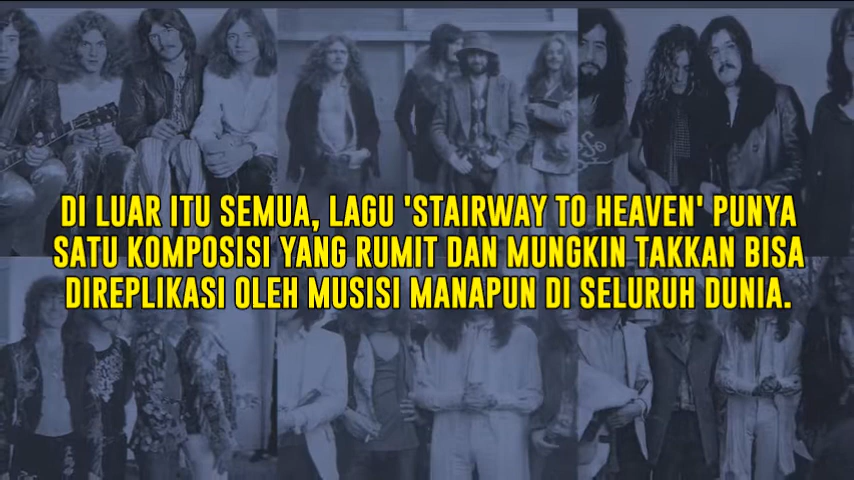 DI LUAR ITU SEMUA, LAGU 'STAIRWAY TO HEAVEN' PUNYA
SATU KOMPOSISI YANG RUMIT DAN MUNGKIN TAKKAN BISA
DIREPLIKASI OLEH MUSISI MANAPUN DI SELURUH DUNIA.